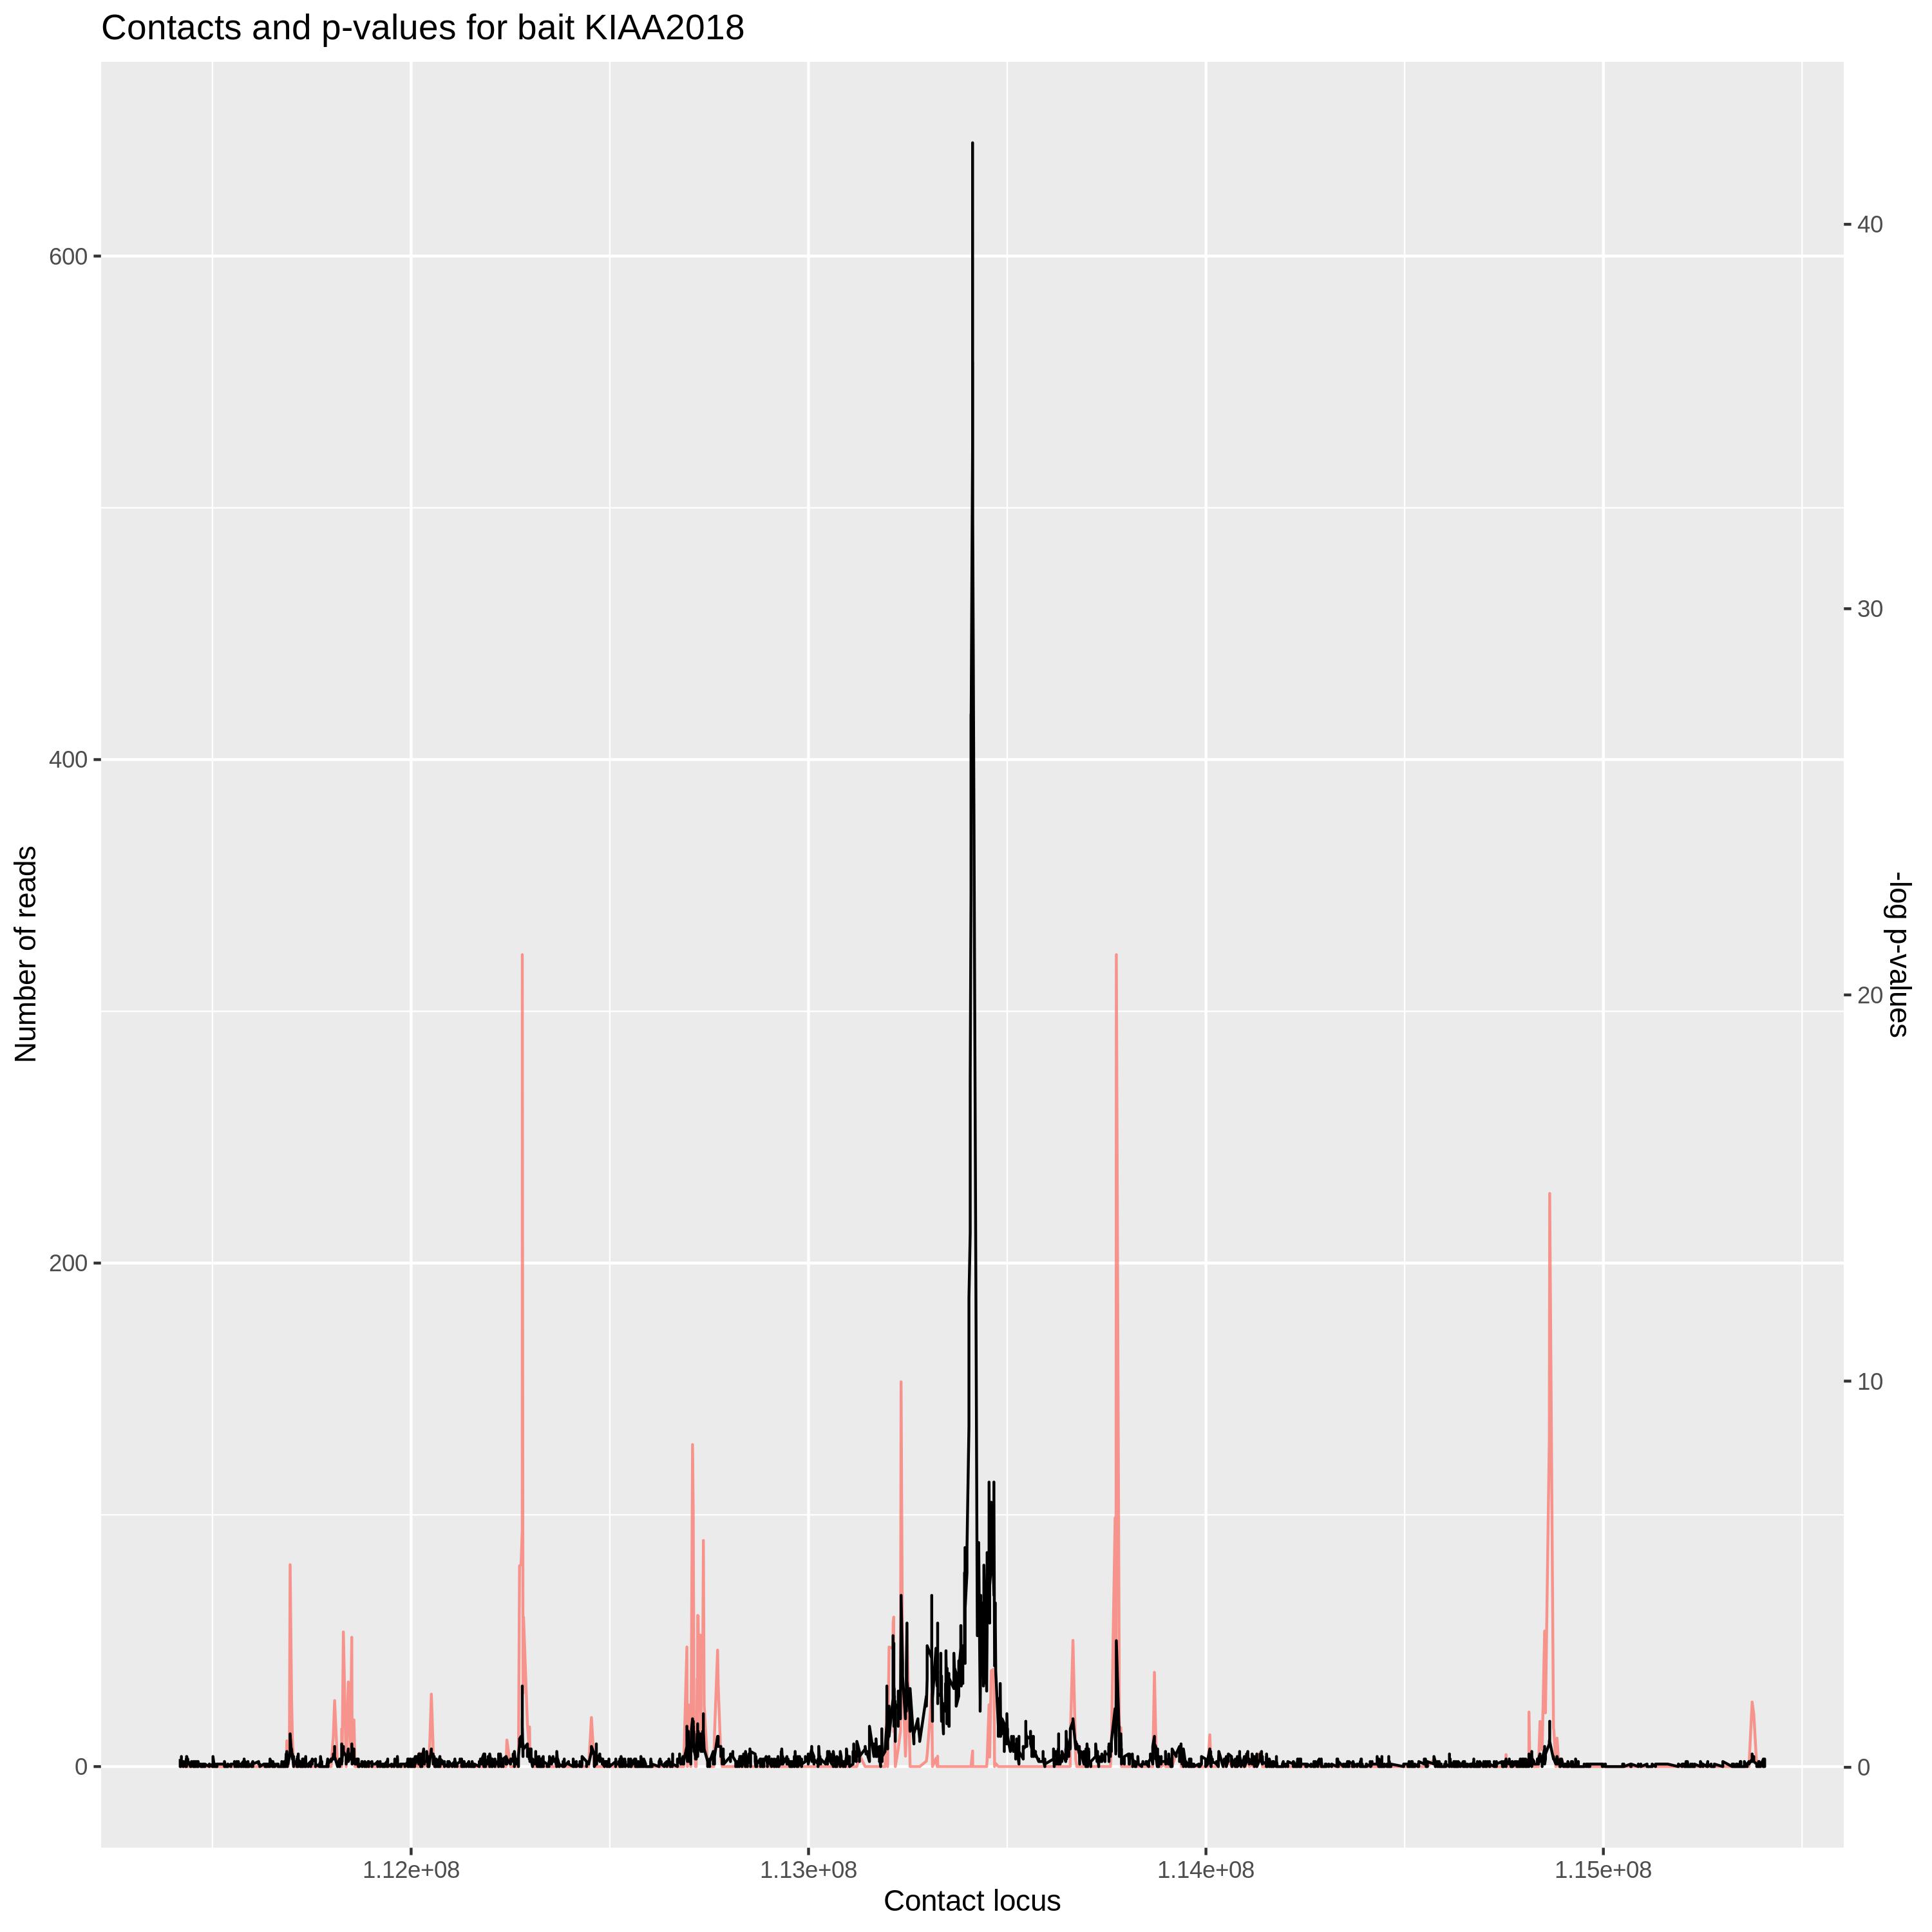 Contacts and p-values for bait KIAA2018
600
400
200
0
40
30
20
10
0
Number of reads
-log p-values
1.12e+08
1.13e+08
1.14e+08
1.15e+08
Contact locus